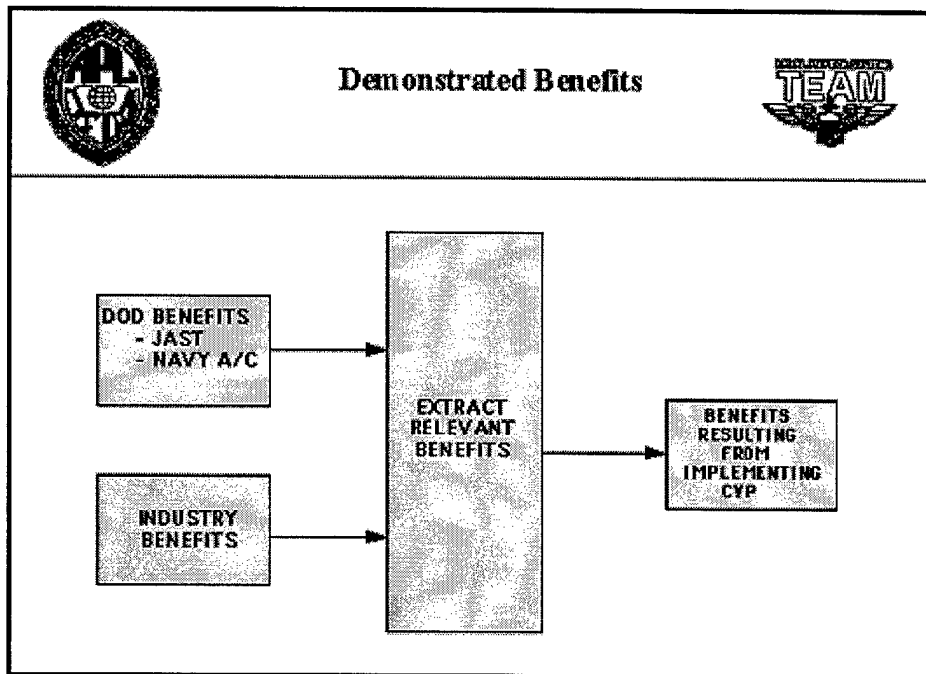 Demonstrated Benefits
TEAM
DOD BENEFITS
- JAST
- NAVY A/C
EXTRACT
RELEVANT
BENEFITS
BENEFITS
RESULTING
FROM
IMPLEMENTING
CYP
INDUSTRY
BENEFITS